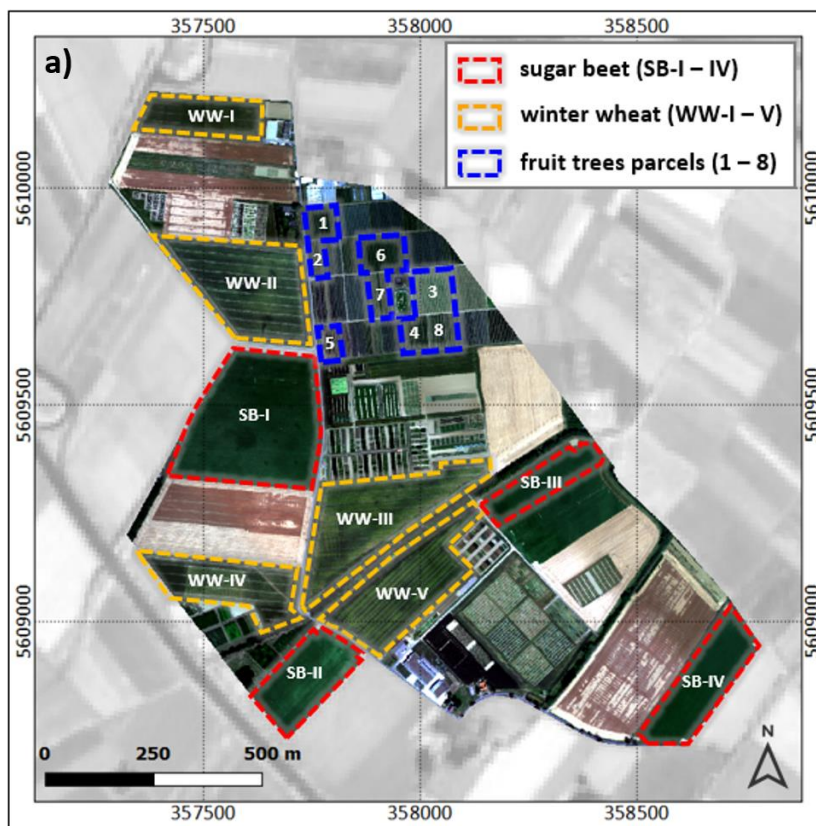 357500 358000 358500
a)
sugar beet (SB-I – IV)
winter wheat (WW-I – V)
fruit trees parcels (1 – 8)
WW-I
5610000
5610000
1
2
6
WW-II
7
3
5
4
8
5609500
5609500
SB-I
SB-III
WW-III
WW-IV
WW-V
5609000
5609000
SB-II
SB-IV
0 250 500 m
N
357500 358000 358500